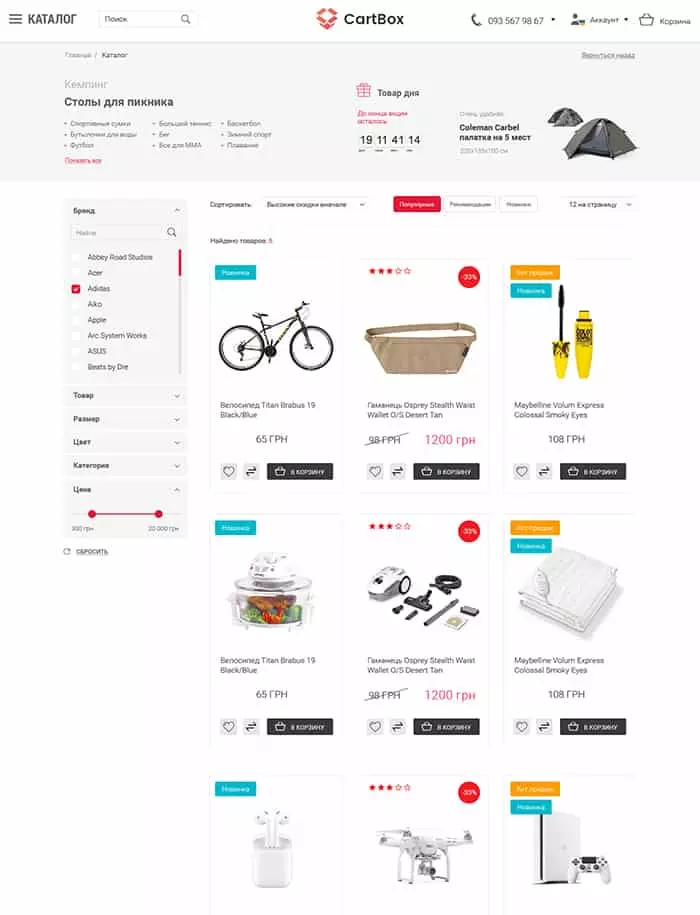 КАТАЛОГ
Поиск
CartBox
093 567 98 67
Аккаунт
Корзина
Главная / Каталог
Вернуться назад
Кемпинг
Столы для пикника
Спортивные сумки
Большой теннис
Баскетбол
Бутылочки для воды
Бег
Зимний спорт
Футбол
Все для ММА
Плавание
Показать все
Товар дня
До конца акции
осталось:
19 11 41 14
Очень удобная
Coleman Carbel
палатка на 5 мест
Бренд
Найти
Abbey Road Studios
Acer
Adidas
Aiko
Apple
Arc System Works
ASUS
Beats by Dre
Товар
Размер
Цвет
Категория
Цена
300 грн
20 000 грн
СБРОСИТЬ
Сортировать:
Высокие скидки вначале
Популярные
Рекомендации
Новинки
12 на страницу
Найдено товаров: 5
Новинка
-33%
Хит продаж
Новинка
Велосипед Titan Brabus 19
Black/Blue
65 ГРН
В КОРЗИНУ
Гаманець Osprey Stealth Waist
Wallet O/S Desert Tan
98 ГРН
1200 грн
В КОРЗИНУ
Maybelline Volum Express
Colossal Smoky Eyes
108 ГРН
В КОРЗИНУ
Новинка
-33%
Хит продаж
Новинка
Велосипед Titan Brabus 19
Black/Blue
65 ГРН
В КОРЗИНУ
Гаманець Osprey Stealth Waist
Wallet O/S Desert Tan
98 ГРН
1200 грн
В КОРЗИНУ
Maybelline Volum Express
Colossal Smoky Eyes
108 ГРН
В КОРЗИНУ
Новинка
-33%
Хит продаж
Новинка